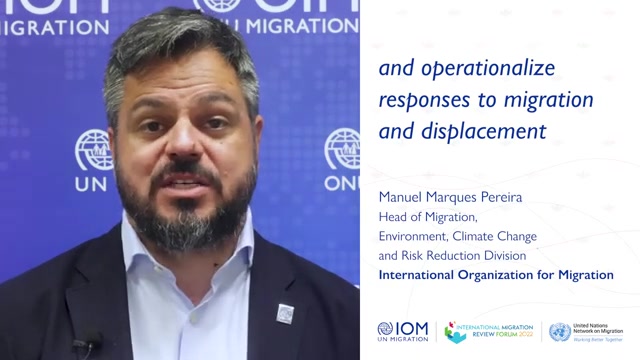 IOM
ONU MIGRATION
UN
ONU
and operationalize
responses to migration
and displacement
Manuel Marques Pereira
Head of Migration,
Environment, Climate Change
and Risk Reduction Division
International Organization for Migration
IOM
UN MIGRATION
INTERNATIONAL MIGRATION
REVIEW FORUM 2022
United Nations
Network on Migration
Working Better Together